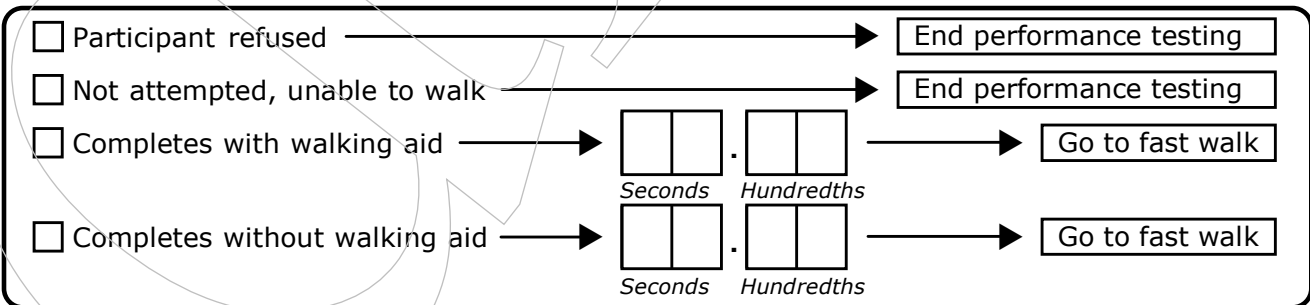 Participant refused End performance testing
Not attempted, unable to walk End performance testing
Completes with walking aid . Go to fast walk
Seconds Hundredths
Completes without walking aid . Go to fast walk
Seconds Hundredths